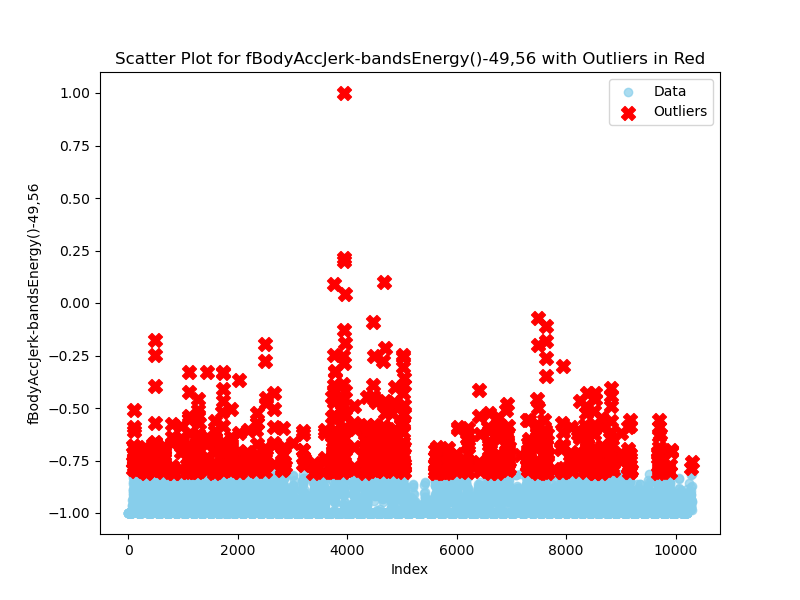 Scatter Plot for fBodyAccJerk-bandsEnergy()-49,56 with Outliers in Red
Data
Outliers
fBodyAccJerk-bandsEnergy()-49,56
1.00
0.75
0.50
0.25
0.00
−0.25
−0.50
−0.75
−1.00
0 2000 4000 6000 8000 10000
Index